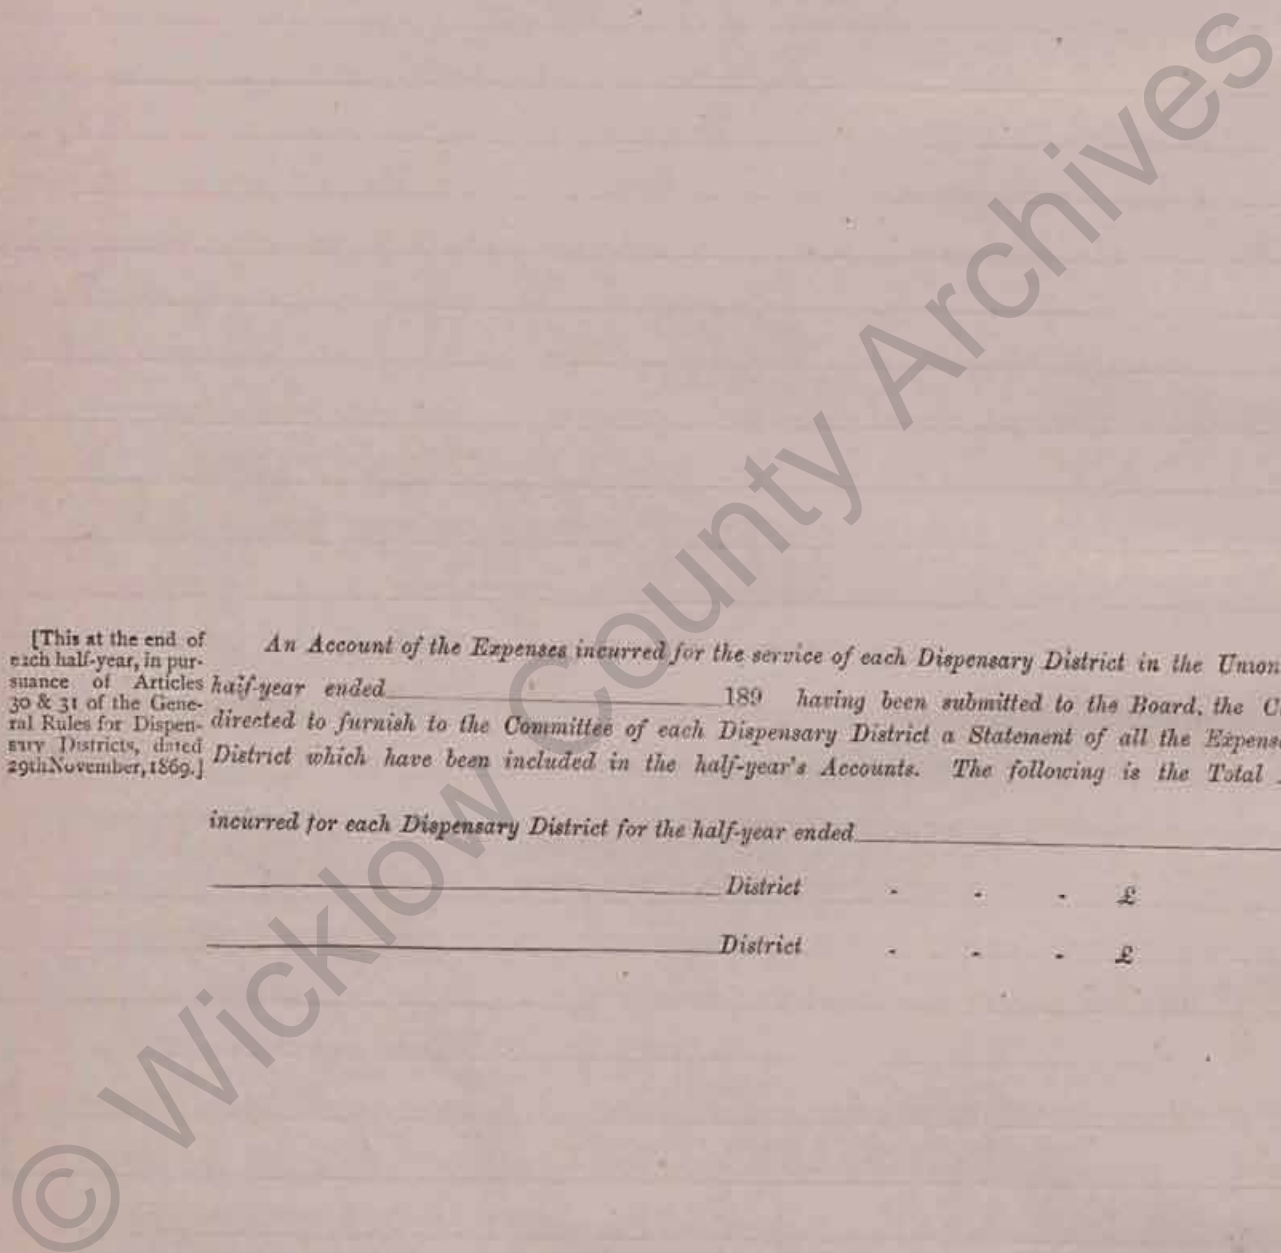 [This at the end of
each half-year, in pur-
suance of Articles
30 & 31 of the Gene-
ral Rules for Dispen-
sary Districts, dated
29th November, 1869.]
An Account of the Expenses incurred for the service of each Dispensary District in the Union
half-year ended 189 having been submitted to the Board, the
directed to furnish to the Committee of each Dispensary District a Statement of all the
District which have been included in the half-year's Accounts. The following is the Total
incurred for each Dispensary District for the half-year ended
District - - - £
District - - - £
© Wicklow County Archives